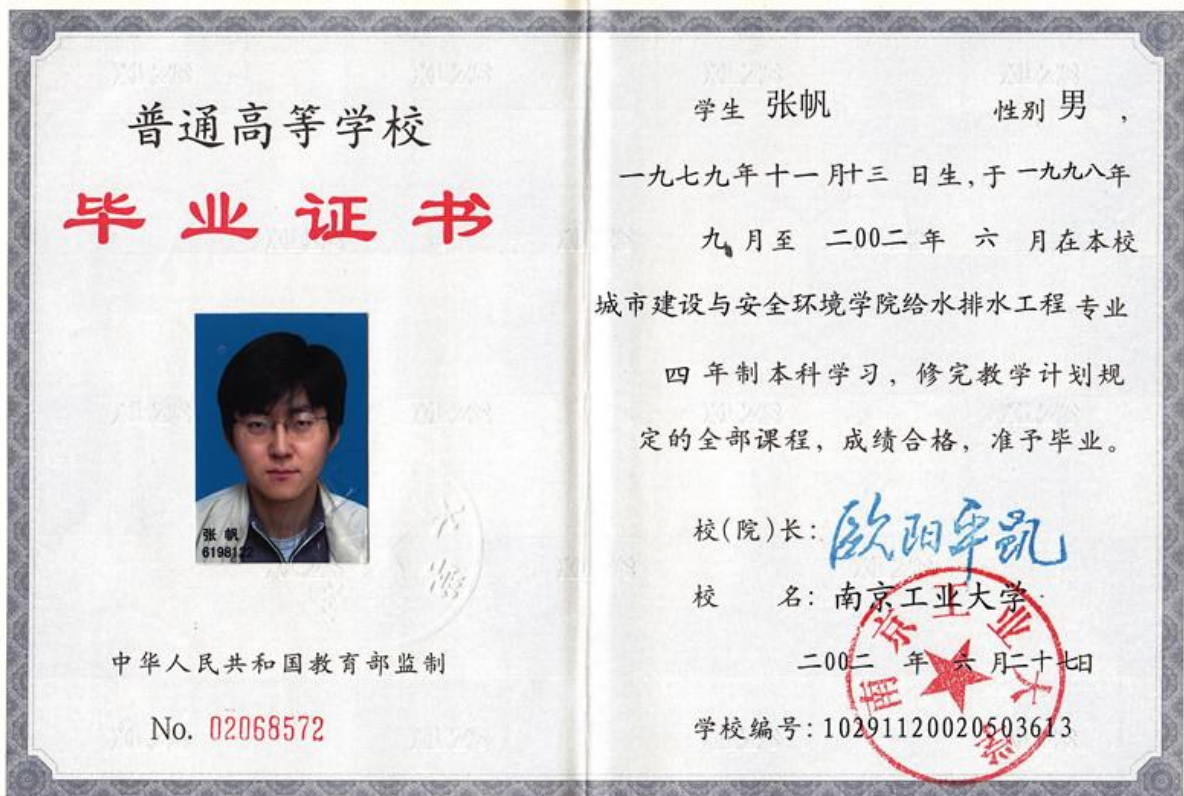 普通高等学校
毕业证书
张帆
6198122
中华人民共和国教育部监制
No. 02068572
学生 张帆 性别 男 ,
一九七九年十一月十三 日生,于 一九九八年
九月至 二00二 年 六 月在本校
城市建设与安全环境学院给水排水工程 专业
四 年制本科学习，修完教学计划规
定的全部课程，成绩合格，准予毕业。
校(院)长: 欧阳平凯
校 名: 南京工业大学
二00二 年 六 月二十七日
学校编号: 10291120020503613
南京工业大学